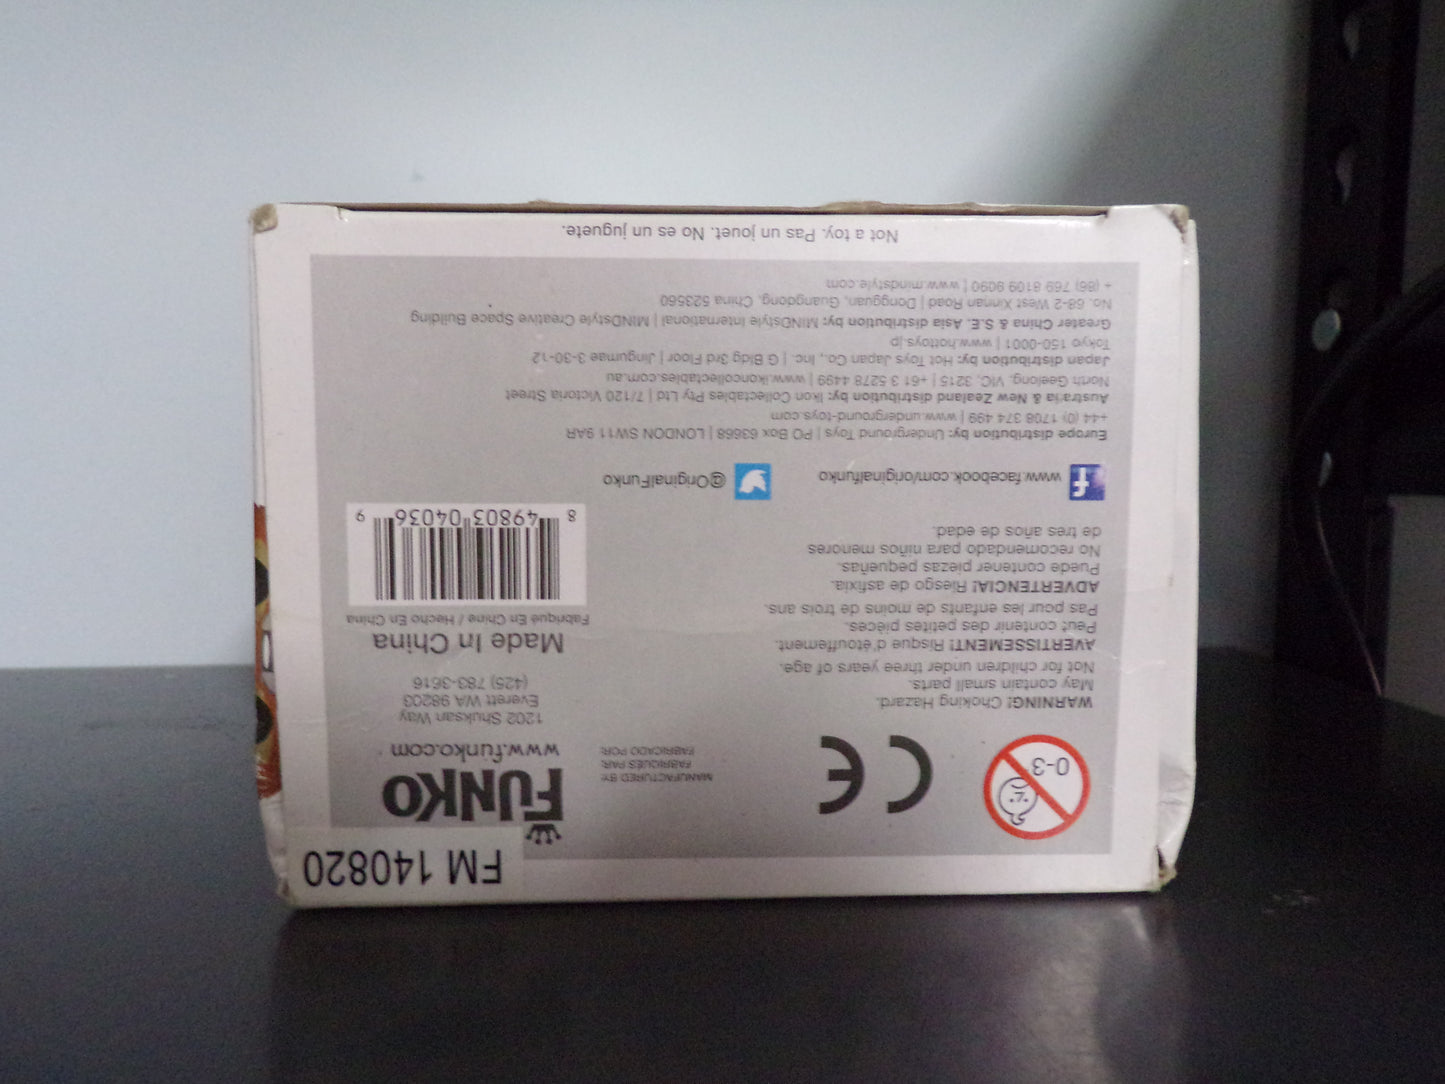 FM 140820
FUNKO
www.funko.com
1202 Shuksan Way
Everett WA 98203
(425) 783-3616
MANUFACTURED BY:
FABRIQUÉS PAR:
FABRICADO POR:
0-3
WARNING! Choking Hazard.
May contain small parts.
Not for children under three years of age.
AVERTISSEMENT! Risque d'étouffement.
Peut contenir des petites pièces.
Pas pour les enfants de moins de trois ans.
ADVERTENCIA! Riesgo de asfixia.
Puede contener piezas pequeñas.
No recomendado para niños menores
de tres años de edad.
Made In China
Fabriqué En Chine / Hecho En China
8 49803 04036 9
www.facebook.com/originalfunko
@OriginalFunko
Europe distribution by: Underground Toys | PO Box 63668 | LONDON SW11 9AR
+44 (0) 1708 374 499 | www.underground-toys.com
Austraria & New Zealand distribution by: Ikon Collectables Pty Ltd | 7/120 Victoria Street
North Geelong, VIC, 3215 | +61 3 5278 4499 | www.ikoncollectables.com.au
Japan distribution by: Hot Toys Japan Co., Inc. | G Bldg 3rd Floor | Jingumae 3-30-12
Tokyo 150-0001 | www.hottoys.jp
Greater China & S.E. Asia distribution by: MINDstyle International | MINDstyle Creative Space Building
No. 68-2 West Xinnan Road | Dongguan, Guangdong, China 523560
+ (86) 769 8109 9090 | www.mindstyle.com
Not a toy. Pas un jouet. No es un juguete.